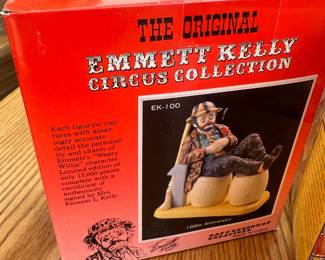 THE ORIGINAL
EMMETT KELLY
CIRCUS COLLECTION
EK-100
Each figurine cap-
tures with amaz-
ingly accurate
detail the personal-
ity and charm of
Emmett's "Weary
Willie" character.
Limited edition of
only 15,000 pieces
complete with a
certificate of
authenticity
signed by Mrs.
Emmett L. Kelly.
100th Anniversary